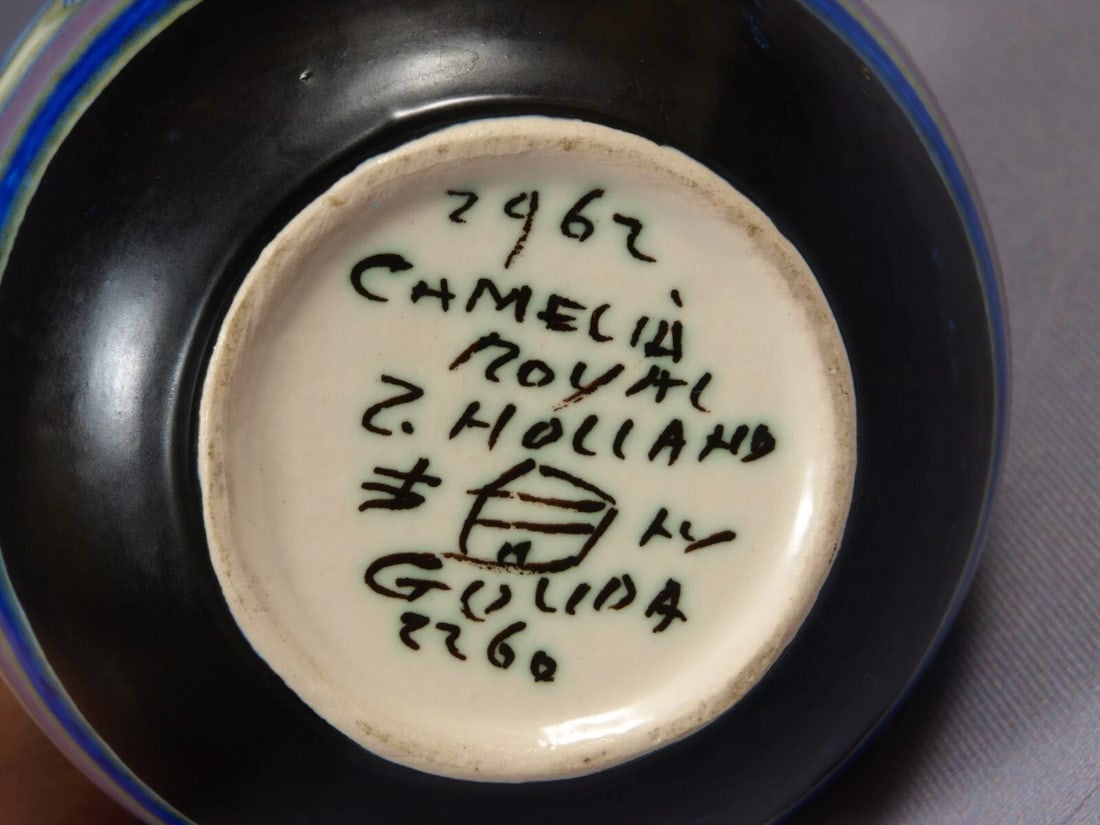 2962
CAMELIA
ROYAL
Z. HOLLAND
GOUDA
2260